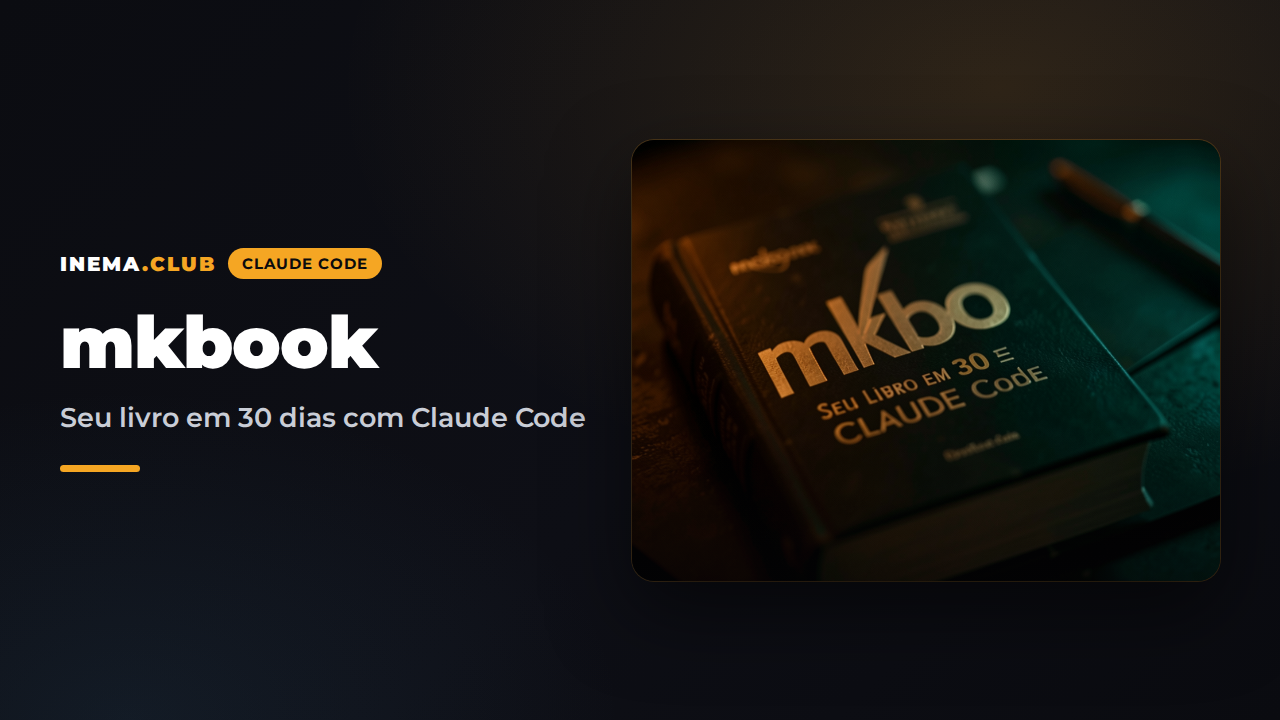 INEMA.CLUB
CLAUDE CODE
mkbook
Seu livro em 30 dias com Claude Code
mkbo
SEU LIBRO EM 30
CLAUDE CODE